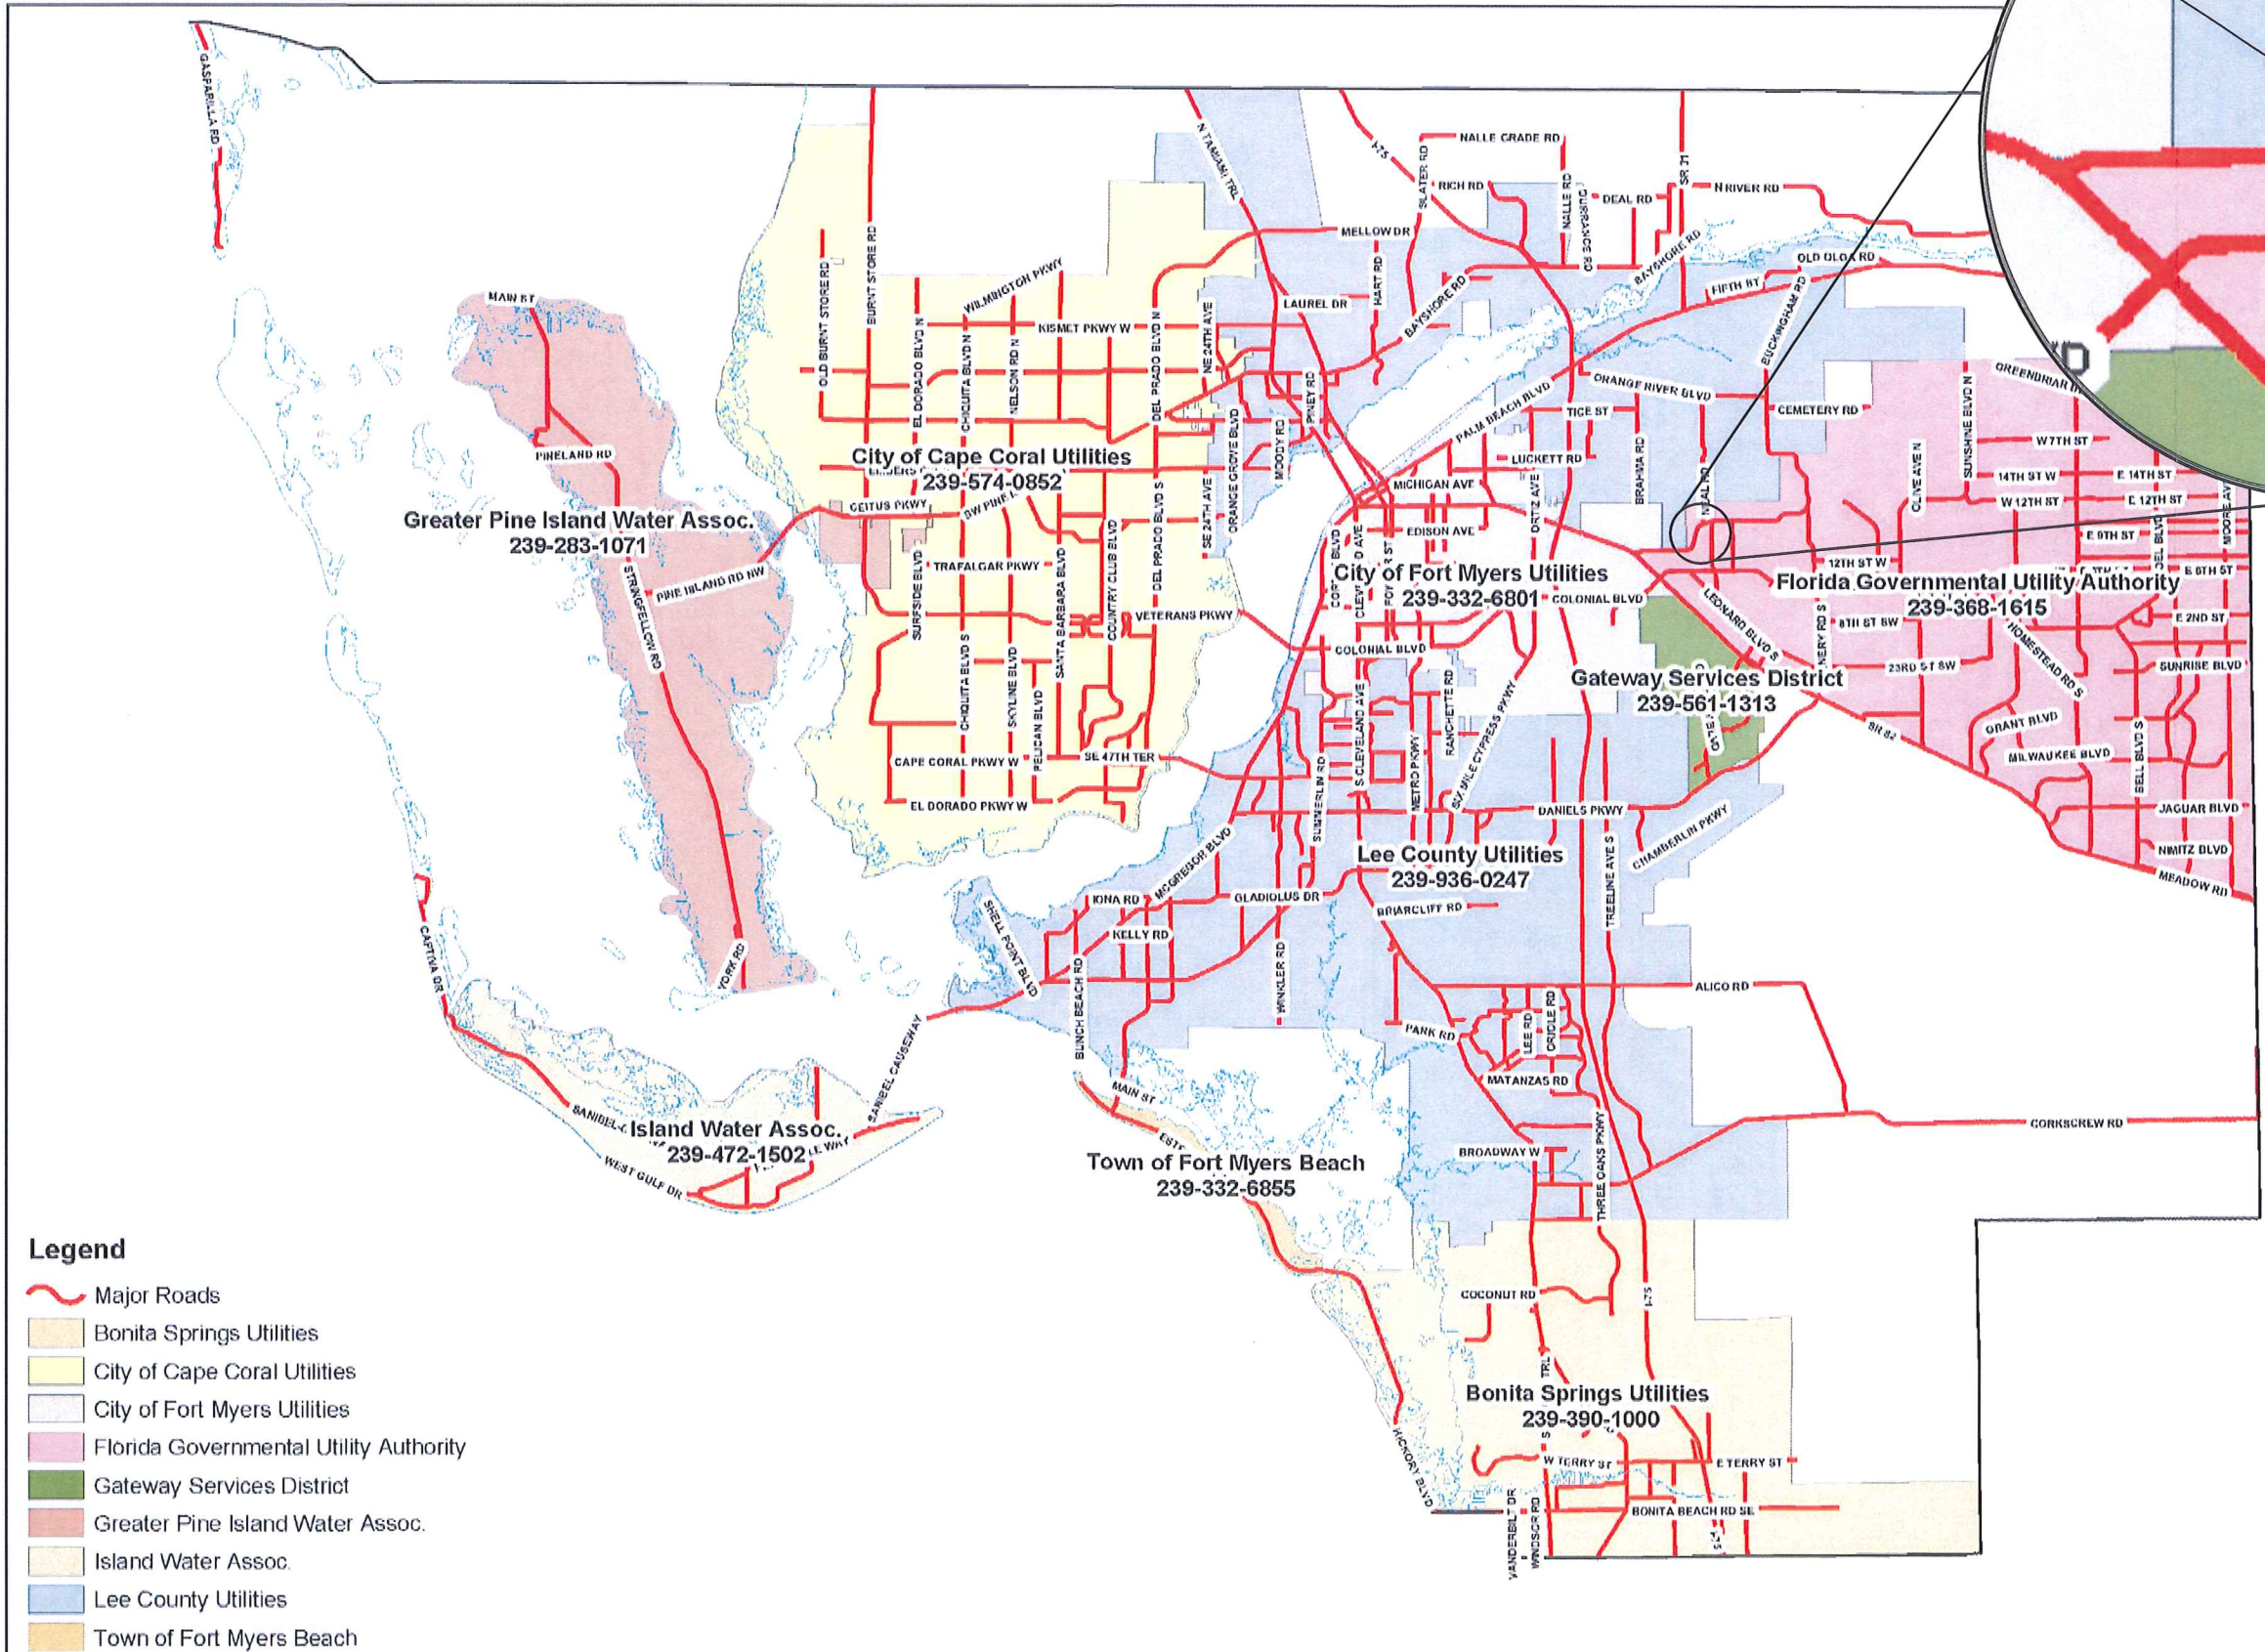 GASPARILLA RD
N TAMIAMI TRL
I-75
SLATER RD
NALLE GRADE RD
RICH RD
NALLE RD
DURRANCE RD
DEAL RD
SR 31
N RIVER RD
MELLOW DR
BAYSHORE RD
OLD OLGA RD
OLD BURNT STORE RD
BURNT STORE RD
WILMINGTON PKWY
HART RD
LAUREL DR
BAYSHORE RD
FIFTH ST
BUCKINGHAM RD
MAIN ST
EL DORADO BLVD N
CHIQUITA BLVD N
NELSON RD N
KISMET PKWY W
DEL PRADO BLVD N
NE 24TH AVE
PINEY RD
PALM BEACH BLVD
ORANGE RIVER BLVD
TICE ST
CEMETERY RD
SUNSHINE BLVD N
D
PINELAND RD
City of Cape Coral Utilities
239-574-0852
ORANGE GROVE BLVD
MOODY RD
LUCKETT RD
BRAHMA RD
NEAL RD
OLIVE AVE N
W 7TH ST
14TH ST W
E 14TH ST
W 12TH ST
E 12TH ST
MOORE AV
CEITUS PKWY
MICHIGAN AVE
EDISON AVE
ORTIZ AVE
E 9TH ST
Greater Pine Island Water Assoc.
239-283-1071
SURFSIDE BLVD
TRAFALGAR PKWY
SANTA BARBARA BLVD
COUNTRY CLUB BLVD
DEL PRADO BLVD S
SE 24TH AVE
City of Fort Myers Utilities
239-332-6801
COLONIAL BLVD
12TH ST W
Florida Governmental Utility Authority
239-368-1615
E 6TH ST
STRINGFELLOW RD
PINE ISLAND RD NW
VETERANS PKWY
COLONIAL BLVD
LEONARD BLVD S
8TH ST SW
HOMESTEAD RD S
E 2ND ST
23RD ST SW
SUNRISE BLVD
CHIQUITA BLVD S
SKYLINE BLVD
PELICAN BLVD
Gateway Services District
239-561-1313
SUMMERLIN RD
S CLEVELAND AVE
METRO PKWY
RANCHETTE RD
SIX MILE CYPRESS PKWY
SR 82
GRANT BLVD
MILWAUKEE BLVD
BELL BLVD S
CAPE CORAL PKWY W
SE 47TH TER
EL DORADO PKWY W
DANIELS PKWY
JAGUAR BLVD
CHAMBERLIN PKWY
NIMITZ BLVD
MEADOW RD
MCGREGOR BLVD
Lee County Utilities
239-936-0247
TREELINE AVE S
IONA RD
GLADIOLUS DR
BRIARCLIFF RD
SHELL POINT BLVD
KELLY RD
CAPTIVA DR
YORK RD
BUNCH BEACH RD
WINKLER RD
ALICO RD
PARK RD
LEE RD
ORIOLE RD
MATANZAS RD
SANIBEL CAUSEWAY
MAIN ST
CORKSCREW RD
Island Water Assoc.
239-472-1502
WEST GULF DR
Town of Fort Myers Beach
239-332-6855
BROADWAY W
THREE OAKS PKWY
COCONUT RD
I-75
Bonita Springs Utilities
239-390-1000
HICKORY BLVD
W TERRY ST
E TERRY ST
VANDERBILT DR
WINDSOR RD
BONITA BEACH RD SE
I-75
Legend
Major Roads
Bonita Springs Utilities
City of Cape Coral Utilities
City of Fort Myers Utilities
Florida Governmental Utility Authority
Gateway Services District
Greater Pine Island Water Assoc.
Island Water Assoc.
Lee County Utilities
Town of Fort Myers Beach